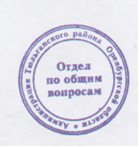 Администрация Тюльганского района Оренбургской области
Отдел
по общим
вопросам